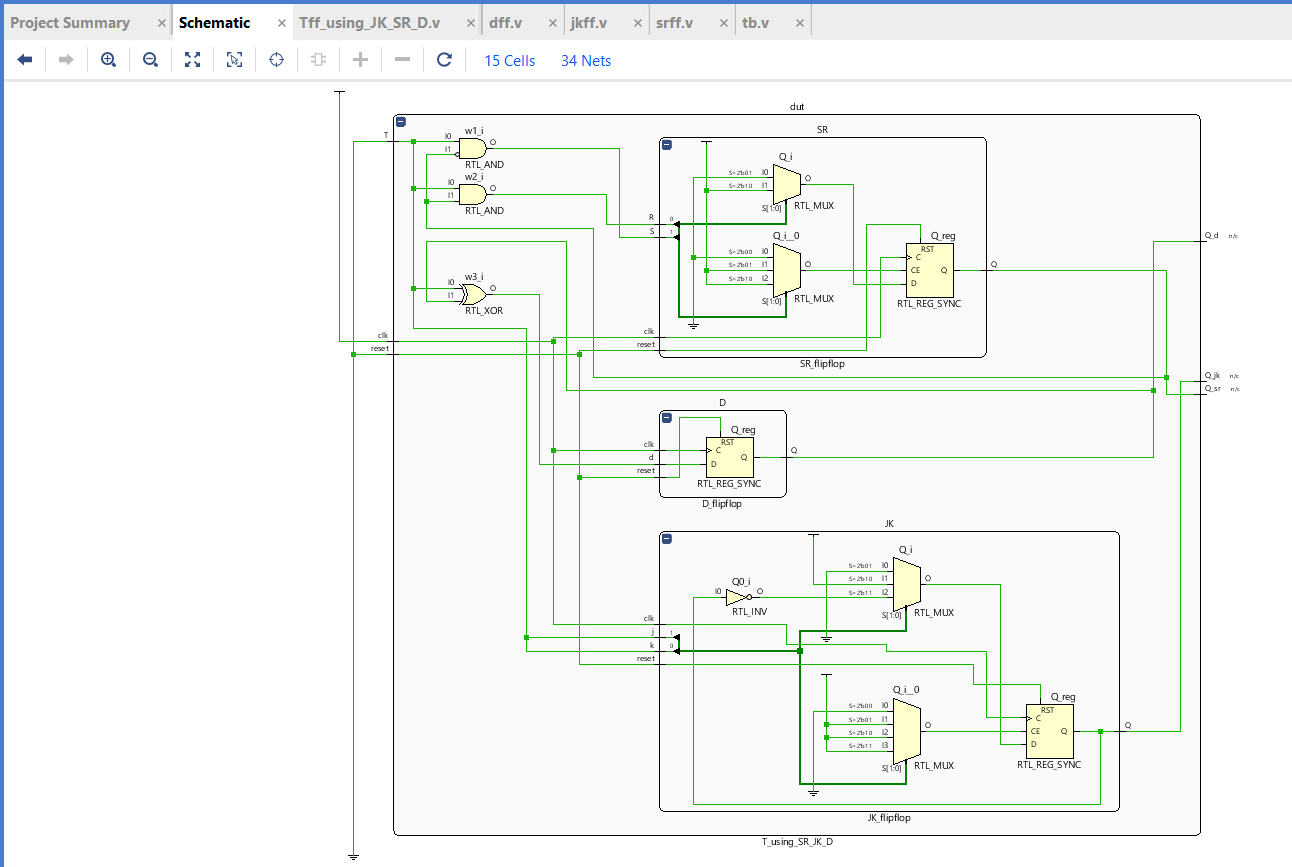 Project Summary × Schematic × Tff_using_JK_SR_D.v × dff.v × jkff.v × srff.v × tb.v ×
15 Cells 34 Nets
dut
T
w1_i
I0
I1
O
RTL_AND
w2_i
I0
I1
O
RTL_AND
w3_i
I0
I1
O
RTL_XOR
clk
reset
SR
Q_i
S=2'b01 I0
S=2'b10 I1
O
S[1:0]
RTL_MUX
R 0
S 1
Q_i__0
S=2'b00 I0
S=2'b01 I1
S=2'b10 I2
O
S[1:0]
RTL_MUX
Q_reg
RST
C
CE Q
D
RTL_REG_SYNC
Q
clk
reset
SR_flipflop
Q_d n/c
Q_jk n/c
Q_sr n/c
D
Q_reg
RST
clk
C
d
D
Q
Q
reset
RTL_REG_SYNC
D_flipflop
JK
Q_i
S=2'b01 I0
S=2'b10 I1
S=2'b11 I2
O
S[1:0]
RTL_MUX
Q0_i
I0 O
RTL_INV
clk
j 1
k 0
reset
Q_i__0
S=2'b00 I0
S=2'b01 I1
S=2'b10 I2
S=2'b11 I3
O
S[1:0]
RTL_MUX
Q_reg
RST
C
CE Q
D
RTL_REG_SYNC
Q
JK_flipflop
T_using_SR_JK_D